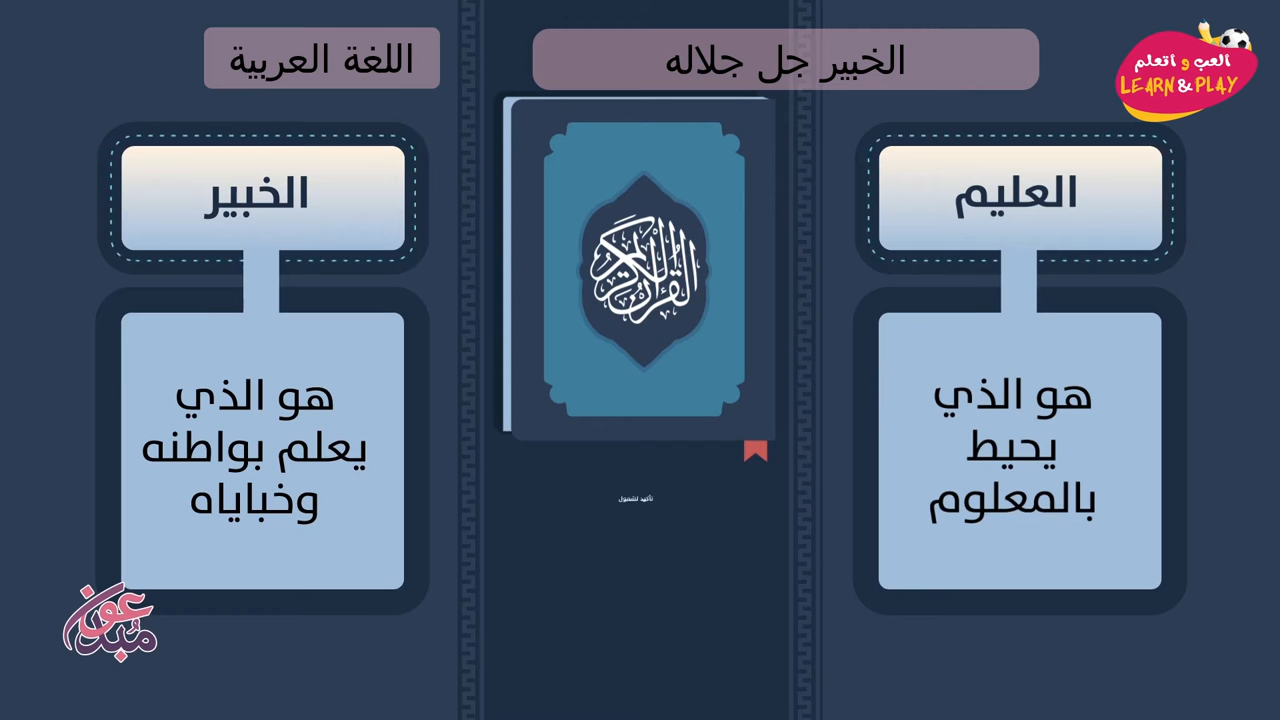 الخبير جل جلاله
اللغة العربية
العب و اتعلم
LEARN & PLAY
العليم
هو الذي
يحيط
بالمعلوم
القرآن الكريم
الخبير
هو الذي
يعلم بواطنه
وخباياه
مبدعون